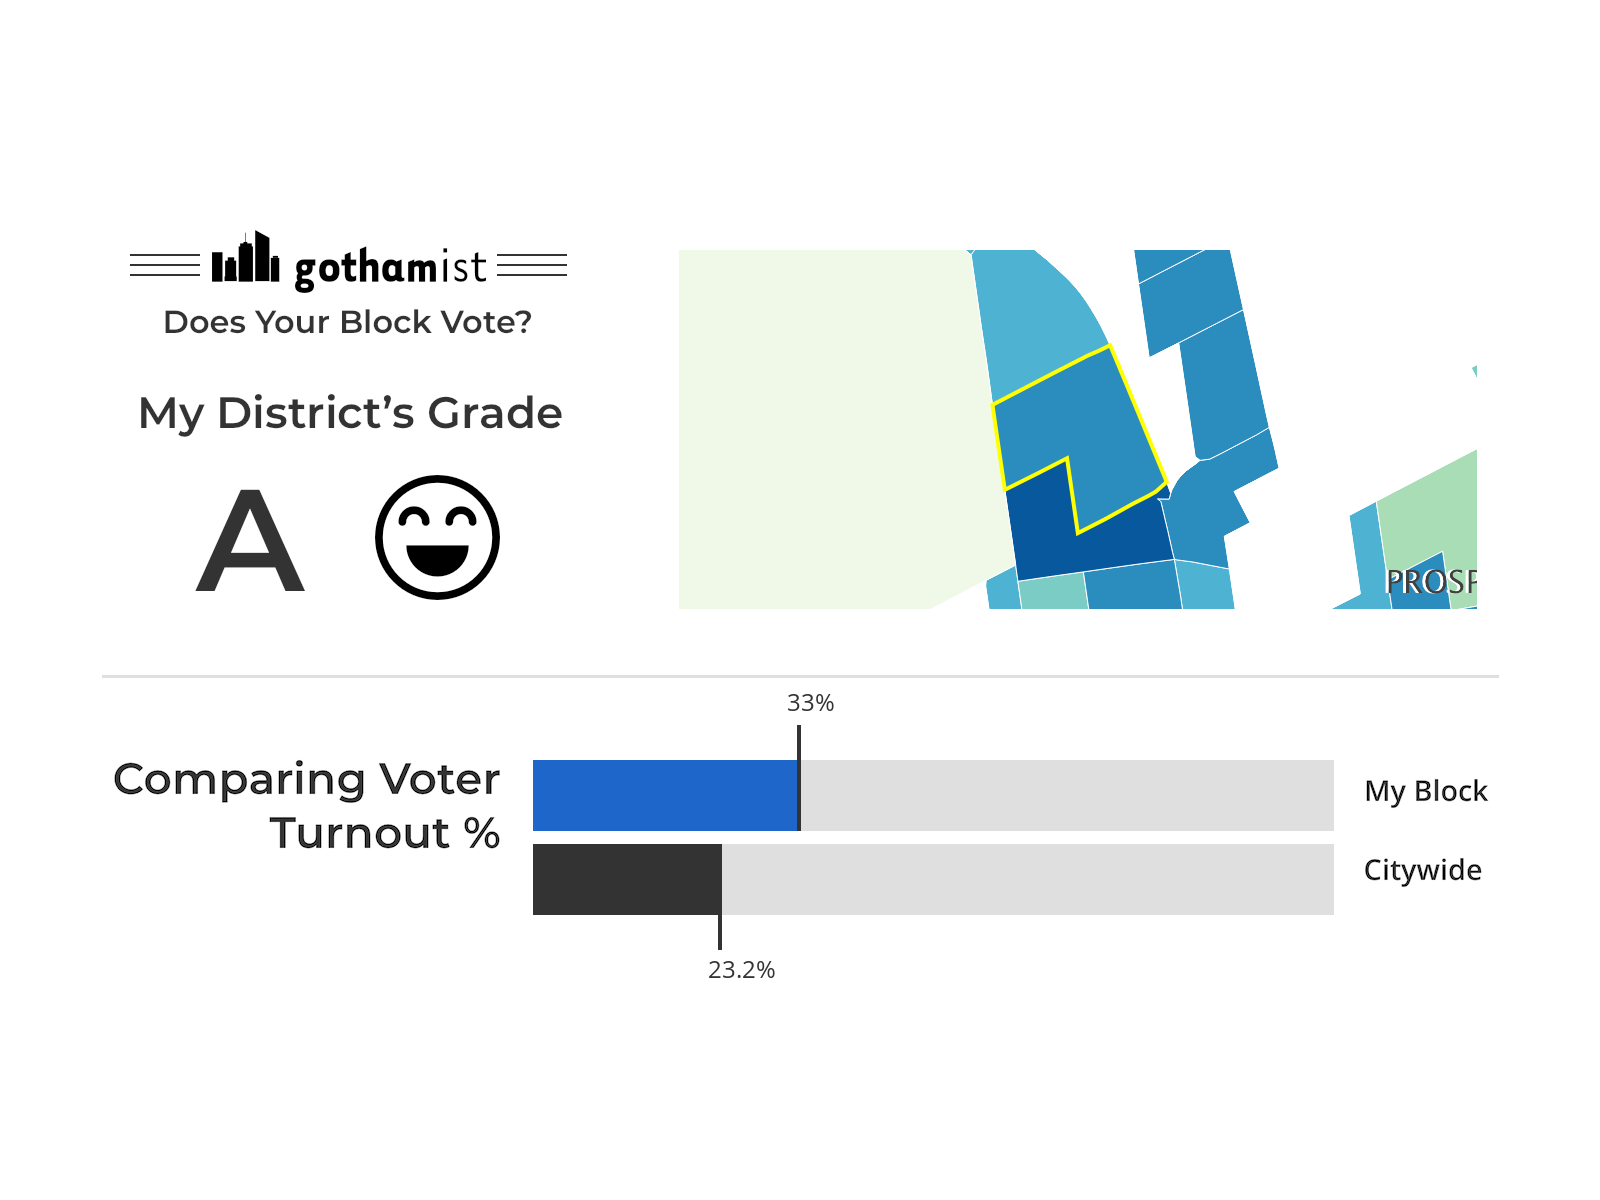 gothamist
Does Your Block Vote?
My District’s Grade
A
PROSP
33%
Comparing Voter
Turnout %
My Block
Citywide
23.2%